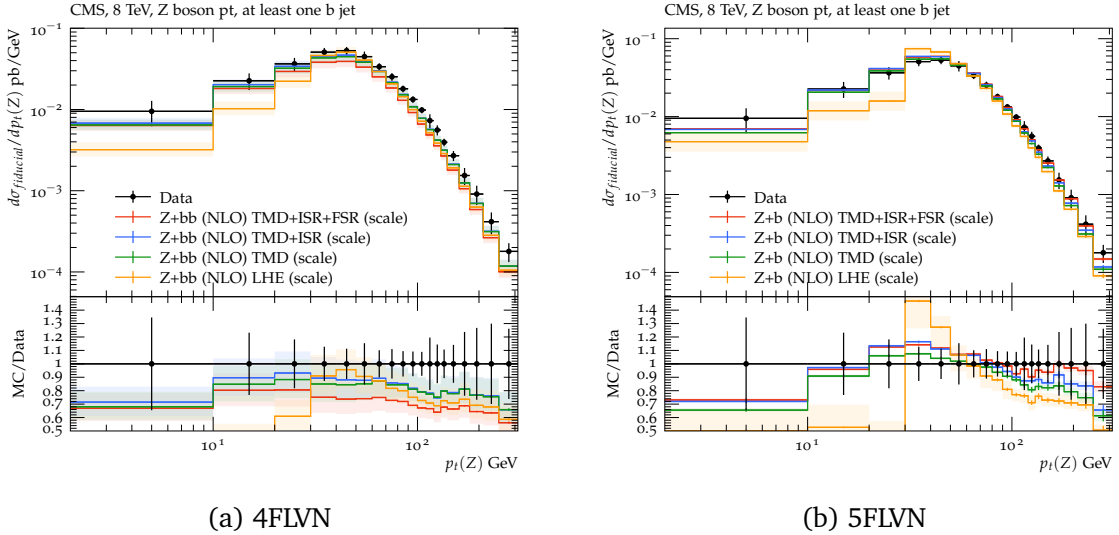 CMS, 8 TeV, Z boson pt, at least one b jet
dσ_fiducial/dp_t(Z) pb/GeV
10⁻¹
10⁻²
10⁻³
10⁻⁴
Data
Z+bb (NLO) TMD+ISR+FSR (scale)
Z+bb (NLO) TMD+ISR (scale)
Z+bb (NLO) TMD (scale)
Z+bb (NLO) LHE (scale)
MC/Data
1.4
1.3
1.2
1.1
1
0.9
0.8
0.7
0.6
0.5
10¹
10²
p_t(Z) GeV
(a) 4FLVN
CMS, 8 TeV, Z boson pt, at least one b jet
dσ_fiducial/dp_t(Z) pb/GeV
10⁻¹
10⁻²
10⁻³
10⁻⁴
Data
Z+b (NLO) TMD+ISR+FSR (scale)
Z+b (NLO) TMD+ISR (scale)
Z+b (NLO) TMD (scale)
Z+b (NLO) LHE (scale)
MC/Data
1.4
1.3
1.2
1.1
1
0.9
0.8
0.7
0.6
0.5
10¹
10²
p_t(Z) GeV
(b) 5FLVN